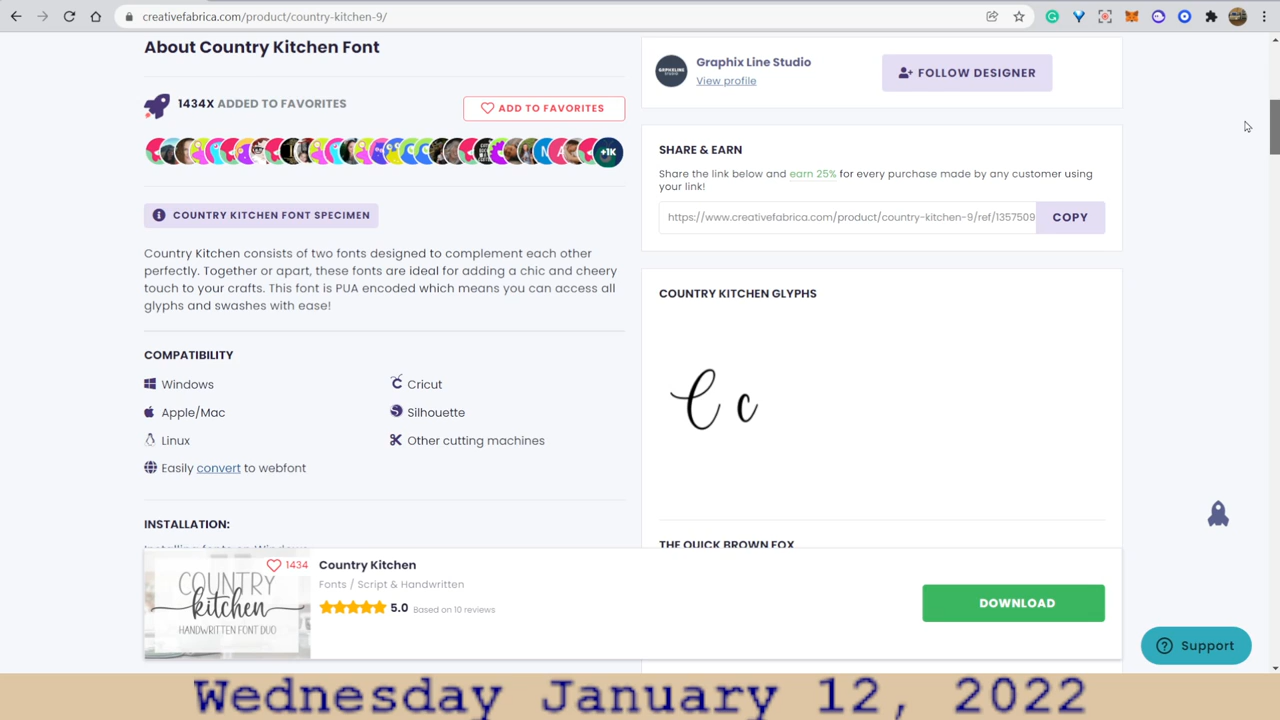 creativefabrica.com/product/country-kitchen-9/
About Country Kitchen Font
1434X ADDED TO FAVORITES
ADD TO FAVORITES
N
A
+1K
COUNTRY KITCHEN FONT SPECIMEN
Country Kitchen consists of two fonts designed to complement each other
perfectly. Together or apart, these fonts are ideal for adding a chic and cheery
touch to your crafts. This font is PUA encoded which means you can access all
glyphs and swashes with ease!
COMPATIBILITY
Windows
Cricut
Apple/Mac
Silhouette
Linux
Other cutting machines
Easily convert to webfont
INSTALLATION:
Installing fonts on Windows
Graphix Line Studio
View profile
FOLLOW DESIGNER
SHARE & EARN
Share the link below and earn 25% for every purchase made by any customer using
your link!
https://www.creativefabrica.com/product/country-kitchen-9/ref/1357509
COPY
COUNTRY KITCHEN GLYPHS
C c
THE QUICK BROWN FOX
COUNTRY
kitchen
HANDWRITTEN FONT DUO
1434
Country Kitchen
Fonts / Script & Handwritten
5.0 Based on 10 reviews
DOWNLOAD
Support
Wednesday January 12, 2022